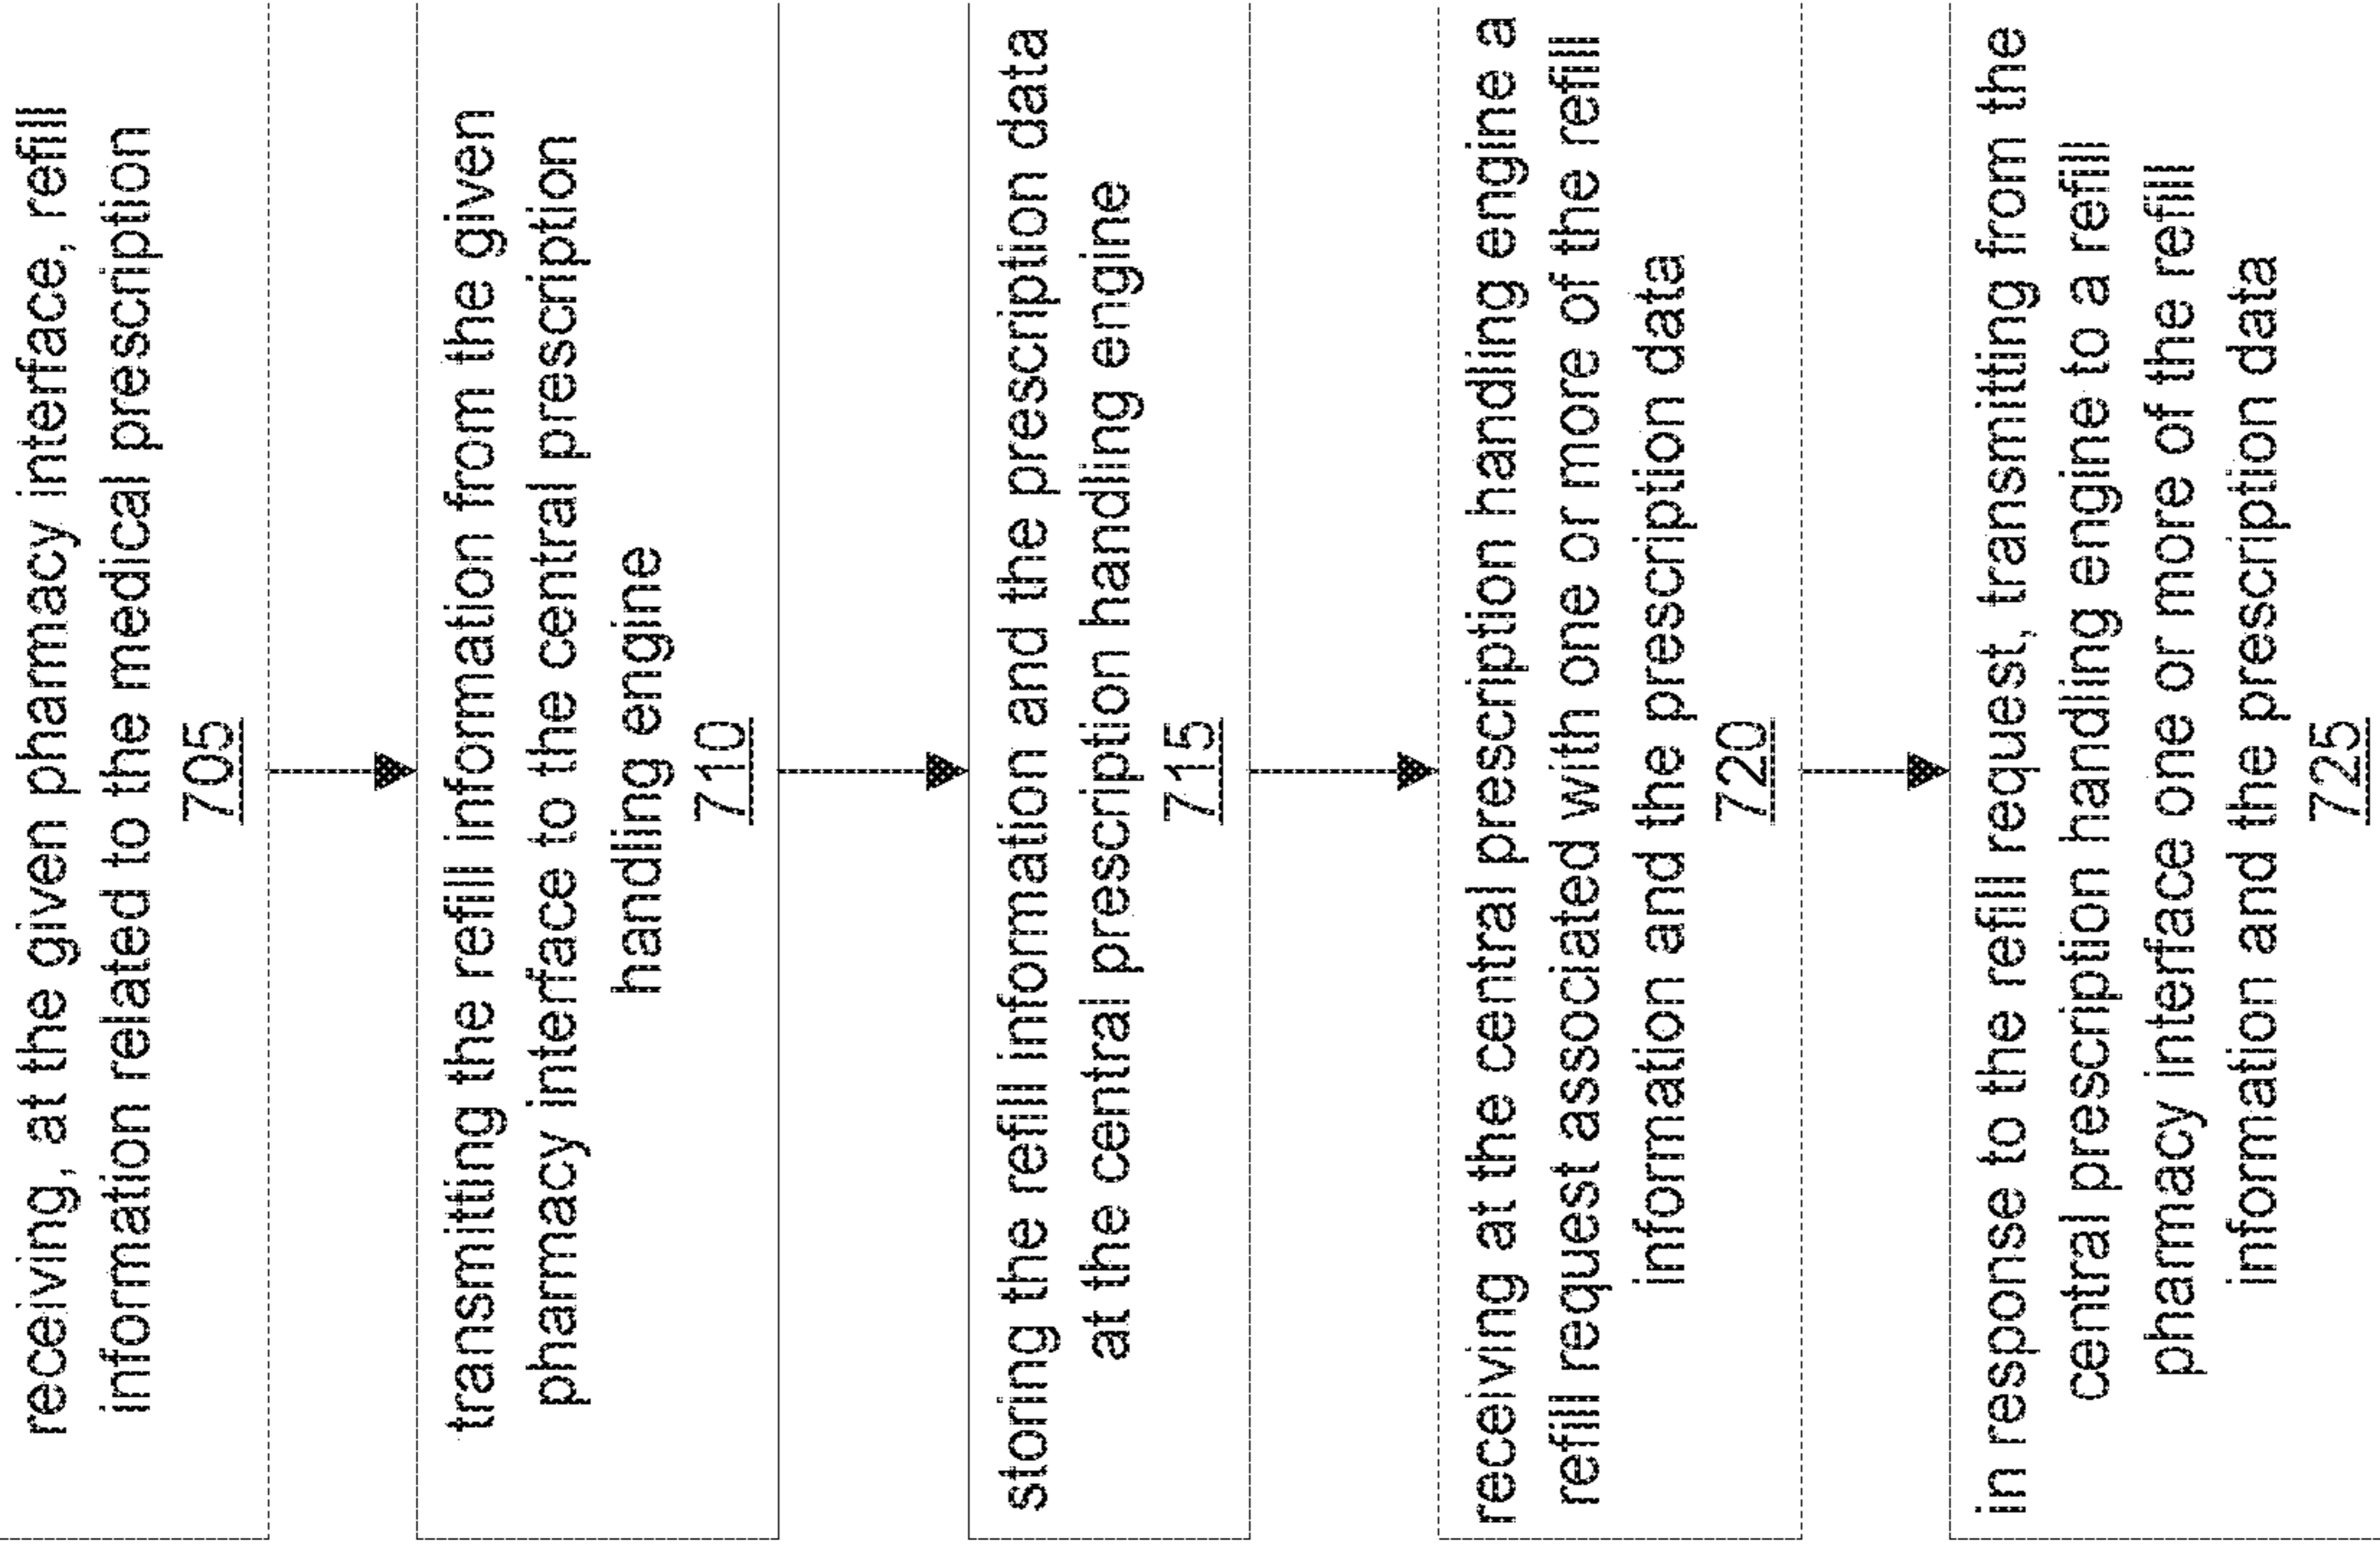 receiving, at the given pharmacy interface, refill
information related to the medical prescription
705
transmitting the refill information from the given
pharmacy interface to the central prescription
handling engine
710
storing the refill information and the prescription data
at the central prescription handling engine
715
receiving at the central prescription handling engine a
refill request associated with one or more of the refill
information and the prescription data
720
in response to the refill request, transmitting from the
central prescription handling engine to a refill
pharmacy interface one or more of the refill
information and the prescription data
725